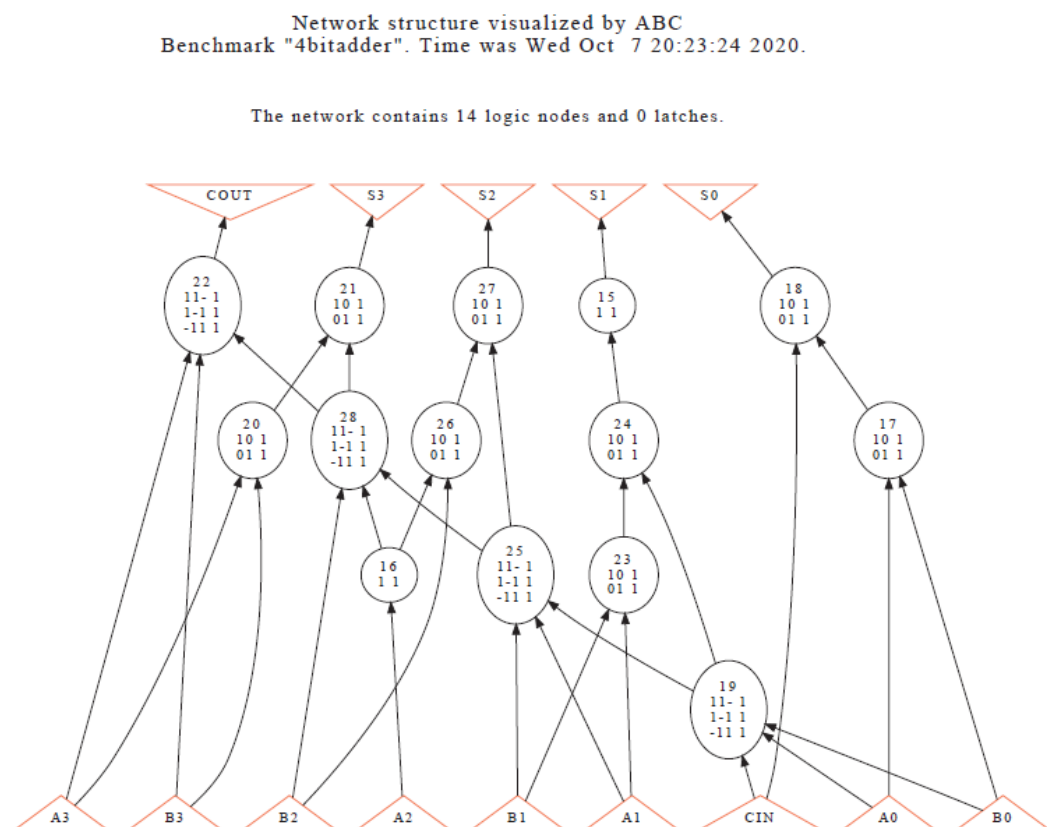 Network structure visualized by ABC
Benchmark "4bitadder". Time was Wed Oct  7 20:23:24 2020.
The network contains 14 logic nodes and 0 latches.
COUT
S3
S2
S1
S0
22
11- 1
1-1 1
-11 1
21
10 1
01 1
27
10 1
01 1
15
1 1
18
10 1
01 1
20
10 1
01 1
28
11- 1
1-1 1
-11 1
26
10 1
01 1
24
10 1
01 1
17
10 1
01 1
16
1 1
25
11- 1
1-1 1
-11 1
23
10 1
01 1
19
11- 1
1-1 1
-11 1
A3
B3
B2
A2
B1
A1
CIN
A0
B0